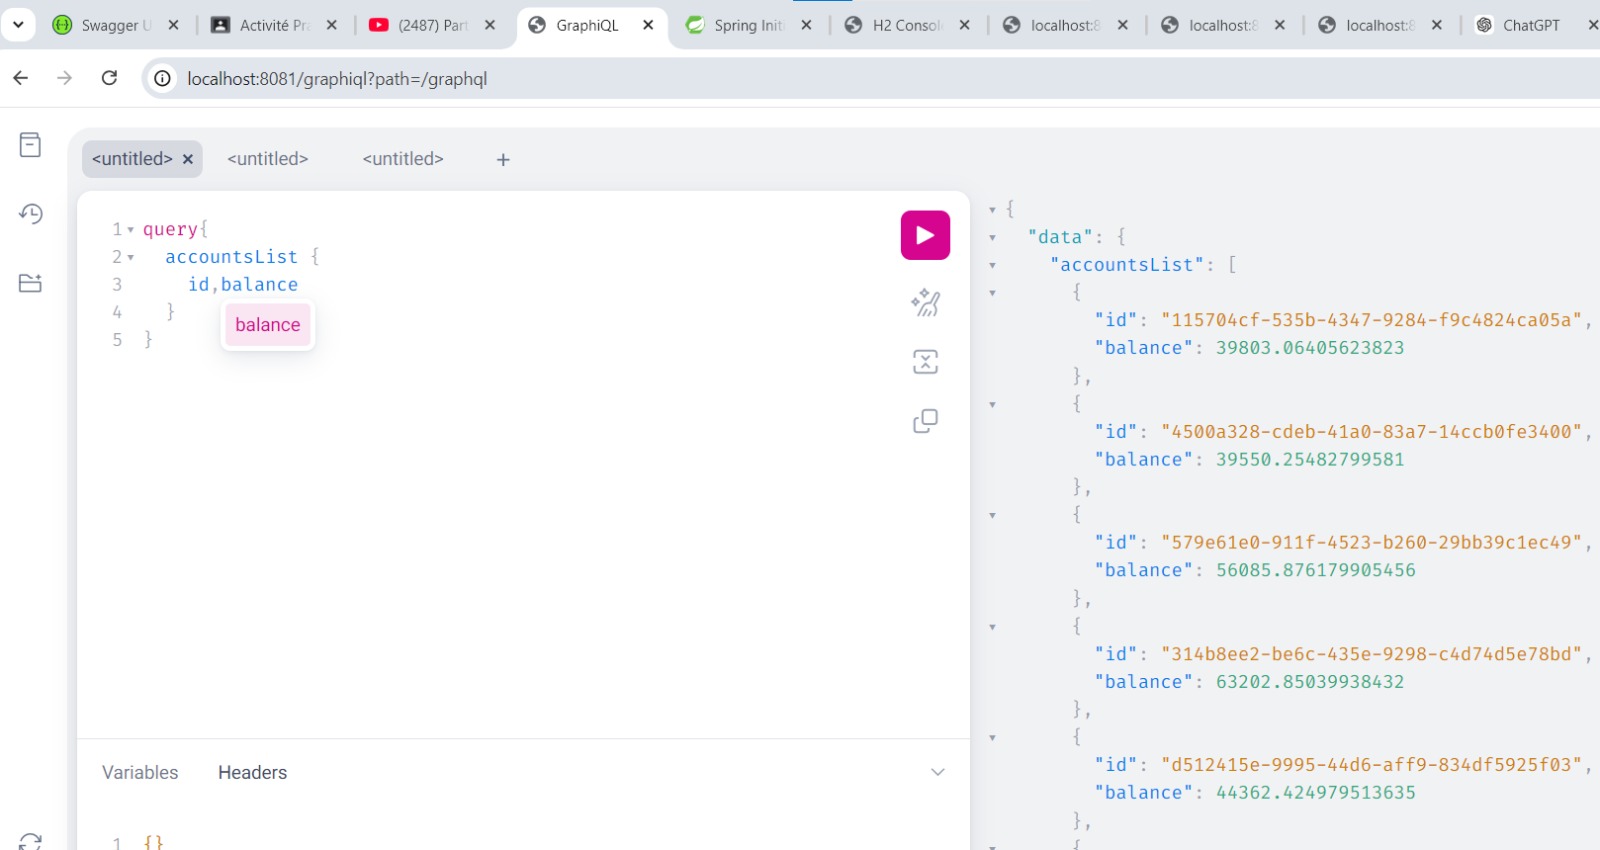 Swagger U
Activité Pra
(2487) Part
GraphiQL
Spring Initi
H2 Console
localhost:8
localhost:8
localhost:8
ChatGPT
localhost:8081/graphiql?path=/graphql
<untitled>
<untitled>
<untitled>
+
1 query{
2 accountsList {
3 id,balance
4 }
5 }
balance
Variables
Headers
1 {}
{
"data": {
"accountsList": [
{
"id": "115704cf-535b-4347-9284-f9c4824ca05a",
"balance": 39803.06405623823
},
{
"id": "4500a328-cdeb-41a0-83a7-14ccb0fe3400",
"balance": 39550.25482799581
},
{
"id": "579e61e0-911f-4523-b260-29bb39c1ec49",
"balance": 56085.876179905456
},
{
"id": "314b8ee2-be6c-435e-9298-c4d74d5e78bd",
"balance": 63202.85039938432
},
{
"id": "d512415e-9995-44d6-aff9-834df5925f03",
"balance": 44362.424979513635
},
{